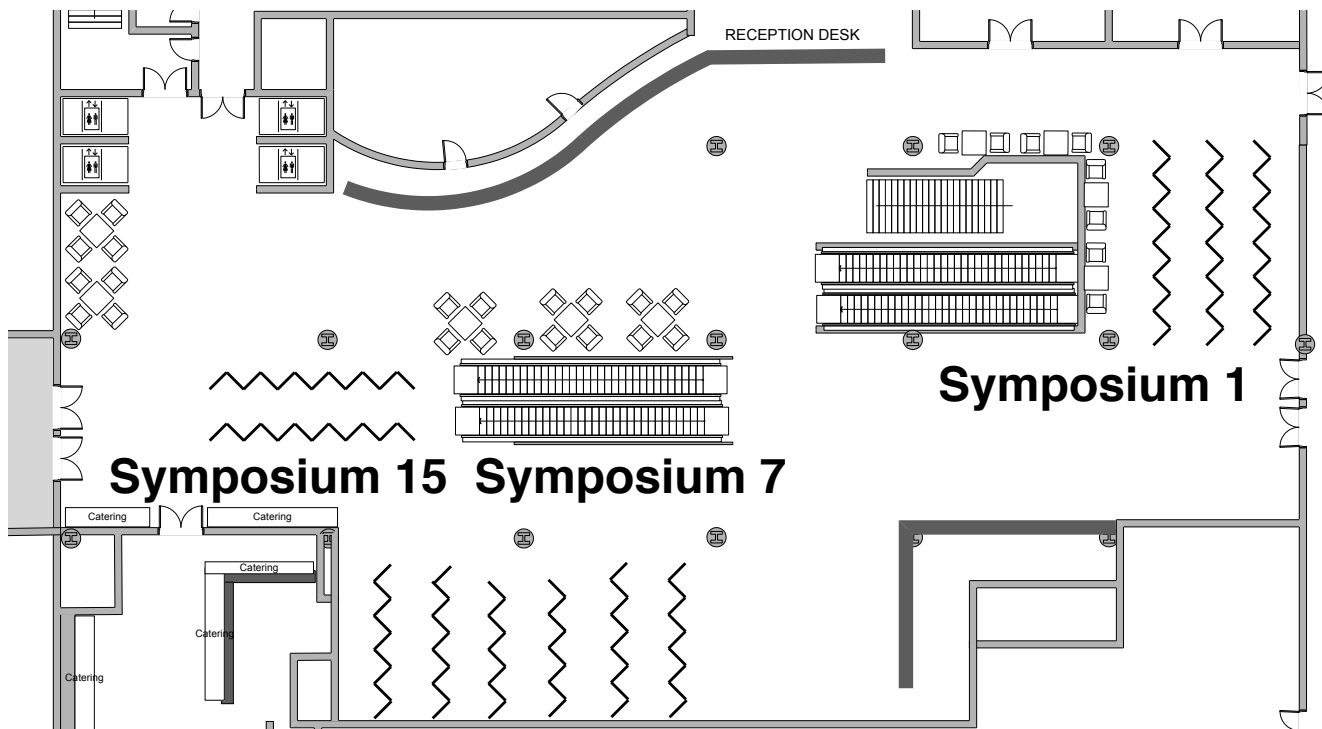 RECEPTION DESK
Symposium 1
Symposium 15
Symposium 7
Catering
Catering
Catering
Catering
Catering